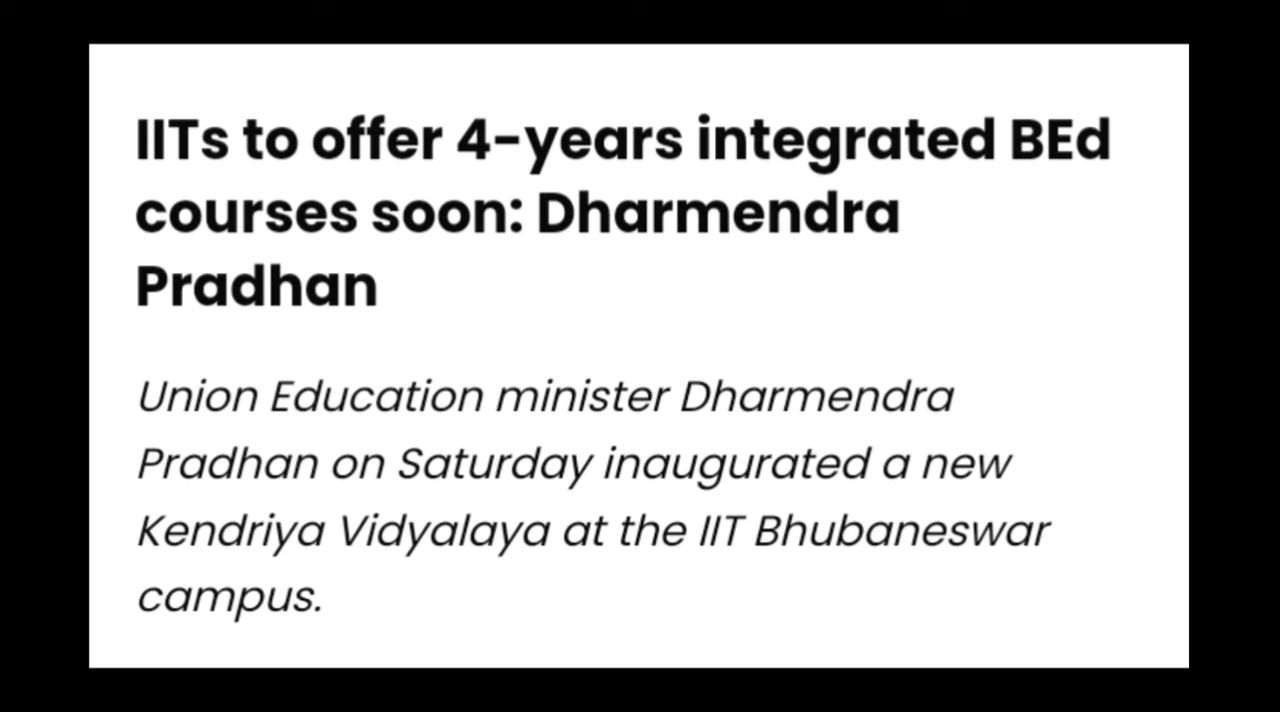 IITs to offer 4-years integrated BEd
courses soon: Dharmendra
Pradhan
Union Education minister Dharmendra
Pradhan on Saturday inaugurated a new
Kendriya Vidyalaya at the IIT Bhubaneswar
campus.